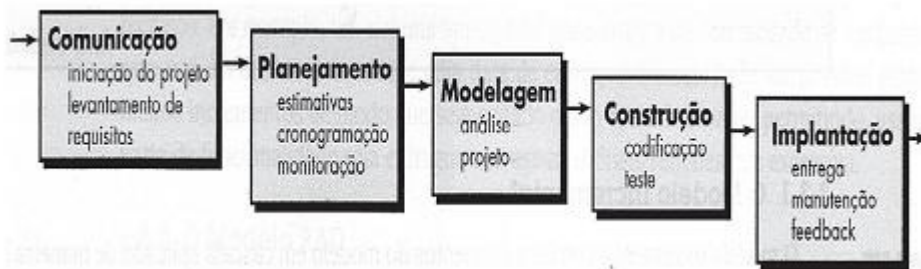 Comunicação
iniciação do projeto
levantamento de
requisitos
Planejamento
estimativas
cronogramação
monitoração
Modelagem
análise
projeto
Construção
codificação
teste
Implantação
entrega
manutenção
feedback